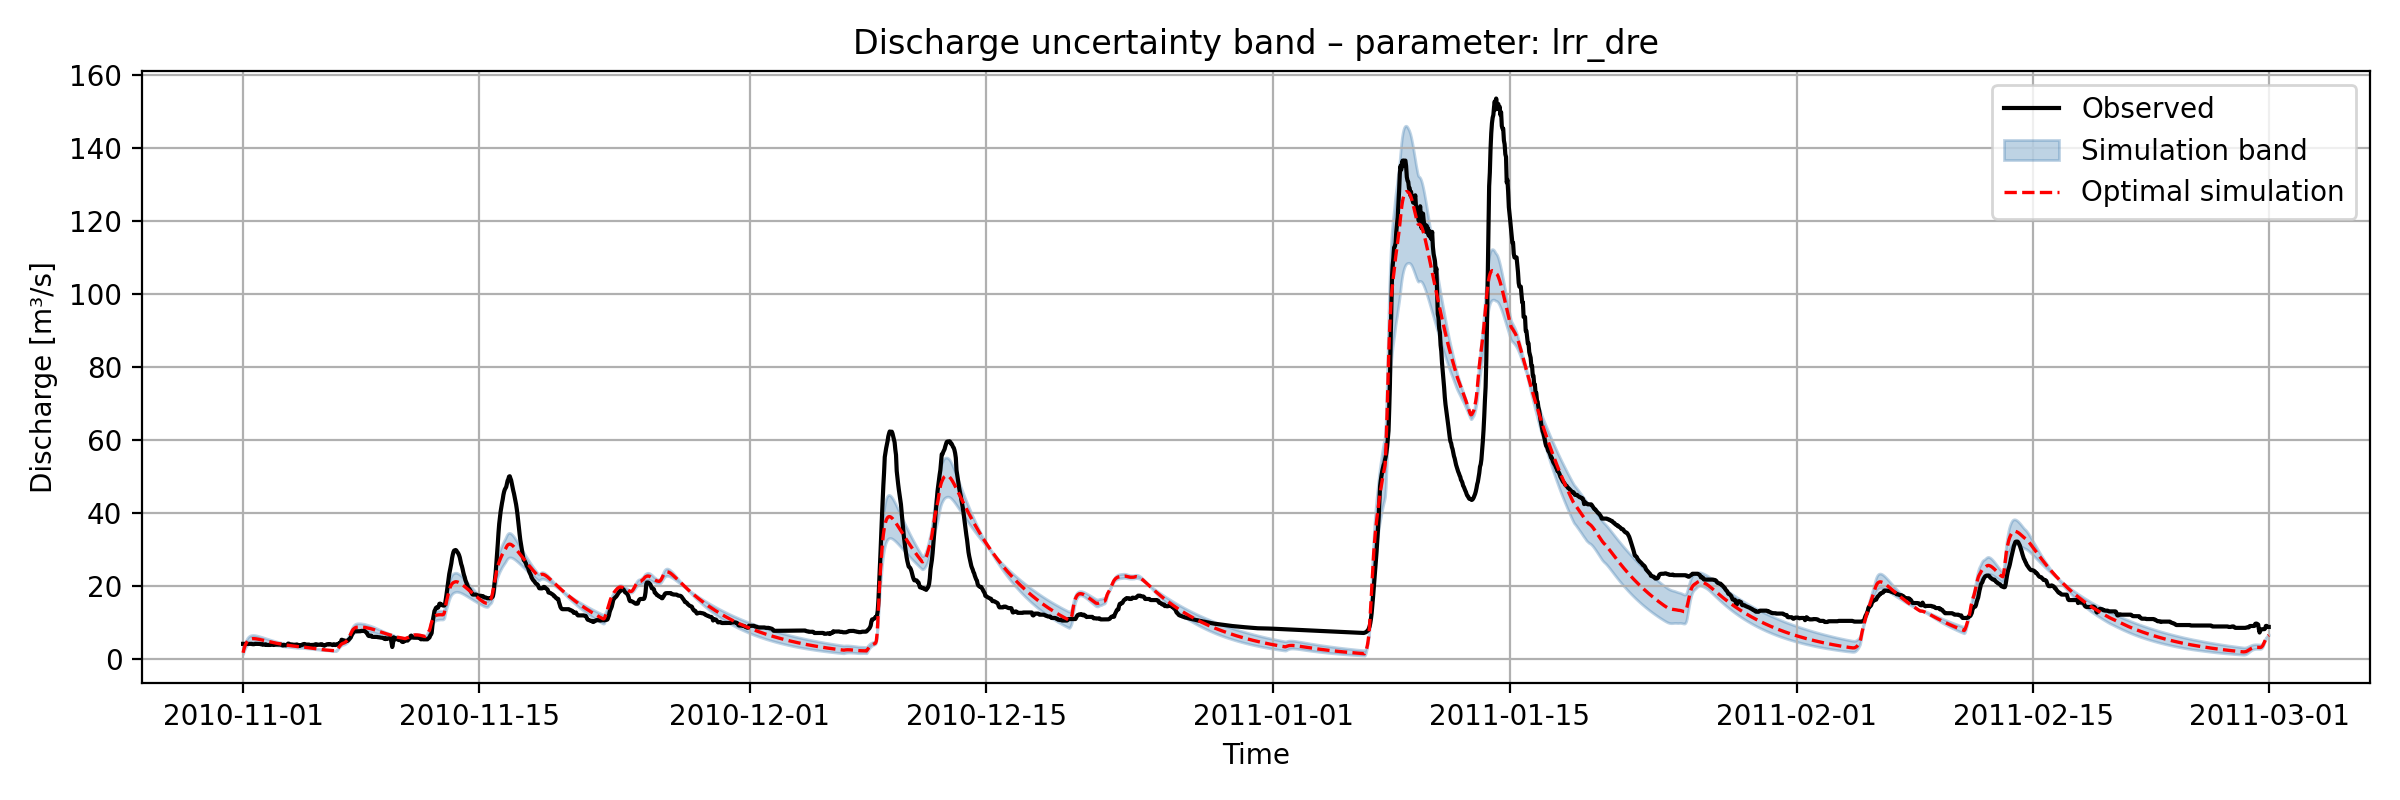 Discharge uncertainty band – parameter: lrr_dre
Discharge [m³/s]
160
140
120
100
80
60
40
20
0
Observed
Simulation band
Optimal simulation
2010-11-01 2010-11-15 2010-12-01 2010-12-15 2011-01-01 2011-01-15 2011-02-01 2011-02-15 2011-03-01
Time